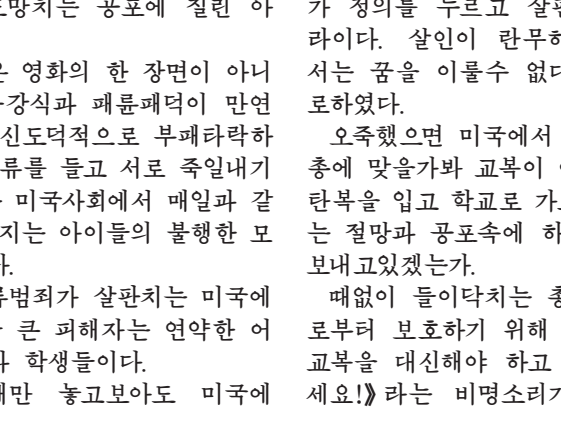 망치는 공포에 질린 아
영화의 한 장면이 아니
강식과 패륜패덕이 만연
신도덕적으로 부패타락하
류를 들고 서로 죽일내기
미국사회에서 매일과 같
지는 아이들의 불행한 모
다.
범죄가 살판치는 미국에
큰 피해자는 연약한 어
학생들이다.
만 놓고보아도 미국에
가 정의를 누르고 살판
라이다. 살인이 란무하
서는 꿈을 이룰수 없다
로하였다.
오죽했으면 미국에서
총에 맞을가봐 교복이
탄복을 입고 학교로 가
는 절망과 공포속에 하
보내고있겠는가.
때없이 들이닥치는 총
로부터 보호하기 위해
교복을 대신해야 하고
세요!》라는 비명소리가